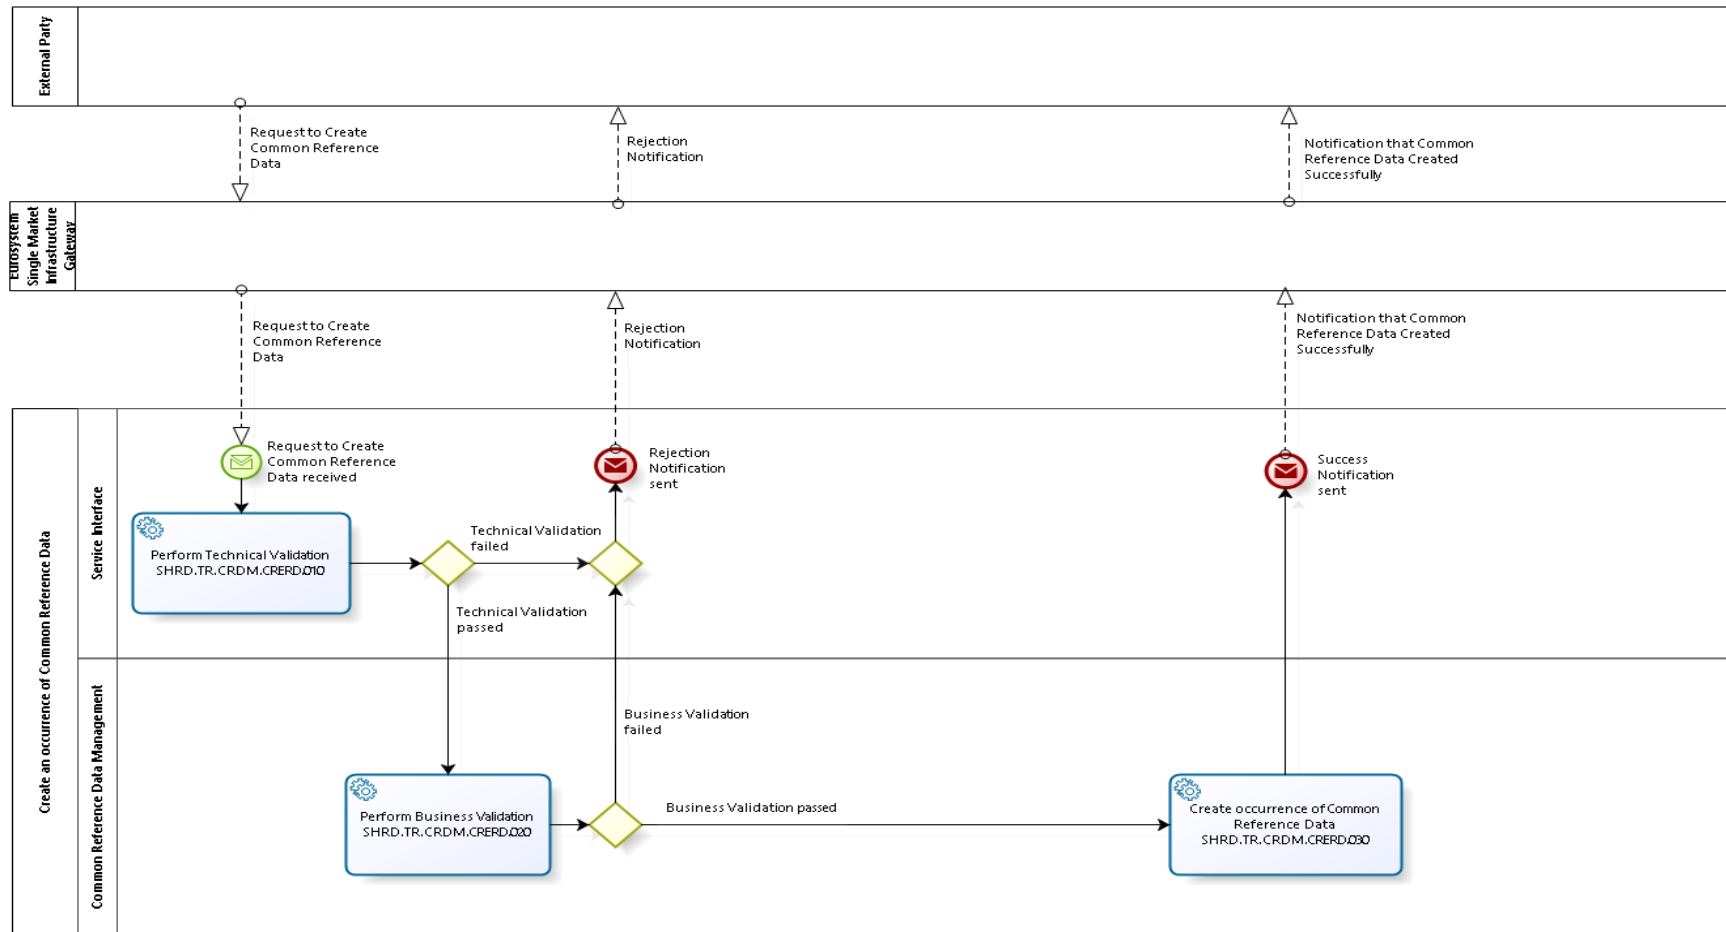 External Party
Request to Create
Common Reference
Data
Rejection
Notification
Notification that Common
Reference Data Created
Successfully
Eurosystem
Single Market
Infrastructure
Gateway
Request to Create
Common Reference
Data
Rejection
Notification
Notification that Common
Reference Data Created
Successfully
Create an occurrence of Common Reference Data
Service Interface
Request to Create
Common Reference
Data received
Rejection
Notification
sent
Success
Notification
sent
Perform Technical Validation
SHRD.TR.CRDM.CRERD.010
Technical Validation
failed
Technical Validation
passed
Common Reference Data Management
Business Validation
failed
Perform Business Validation
SHRD.TR.CRDM.CRERD.020
Business Validation passed
Create occurrence of Common
Reference Data
SHRD.TR.CRDM.CRERD.030